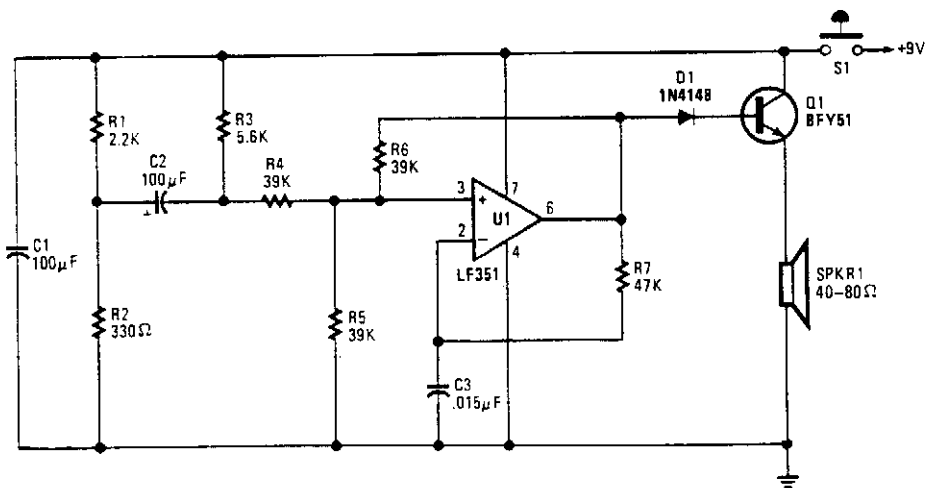 +9V
S1
D1
1N4148
Q1
BFY51
R1
2.2K
R3
5.6K
C2
100µF
+
R4
39K
R6
39K
3
+
7
U1
6
2
−
4
LF351
R7
47K
C1
100µF
R2
330Ω
R5
39K
C3
.015µF
SPKR1
40–80Ω